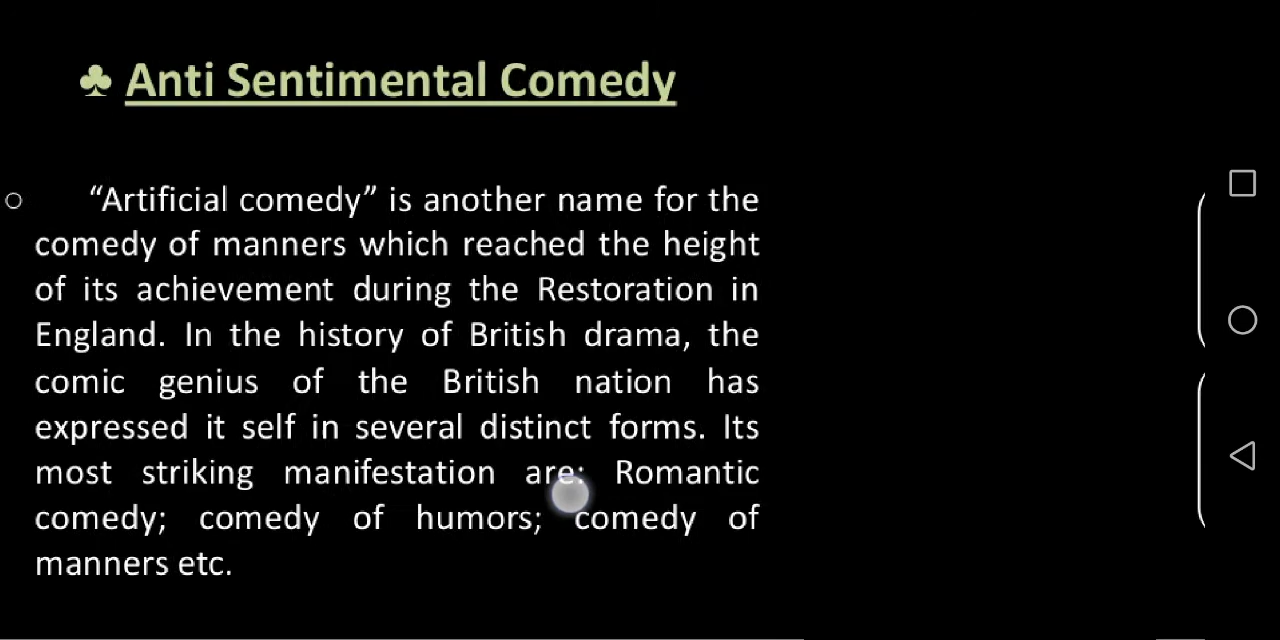 ♣ Anti Sentimental Comedy
○ “Artificial comedy” is another name for the
comedy of manners which reached the height
of its achievement during the Restoration in
England. In the history of British drama, the
comic genius of the British nation has
expressed it self in several distinct forms. Its
most striking manifestation are: Romantic
comedy; comedy of humors; comedy of
manners etc.